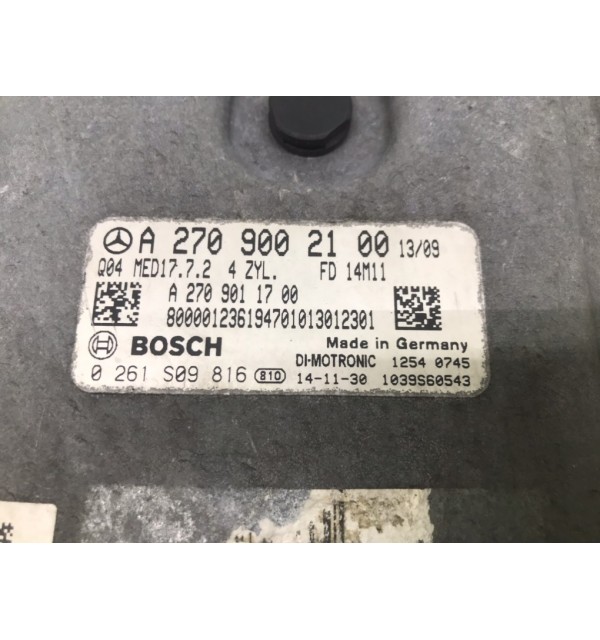 A 270 900 21 00 13/09
Q04 MED17.7.2 4 ZYL. FD 14M11
A 270 901 17 00
800001236194701013012301
BOSCH Made in Germany
DI-MOTRONIC 1254 0745
0 261 S09 816 810 14-11-30 1039S60543